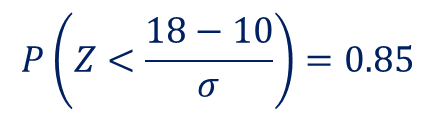 P(Z < (18 − 10)/σ) = 0.85